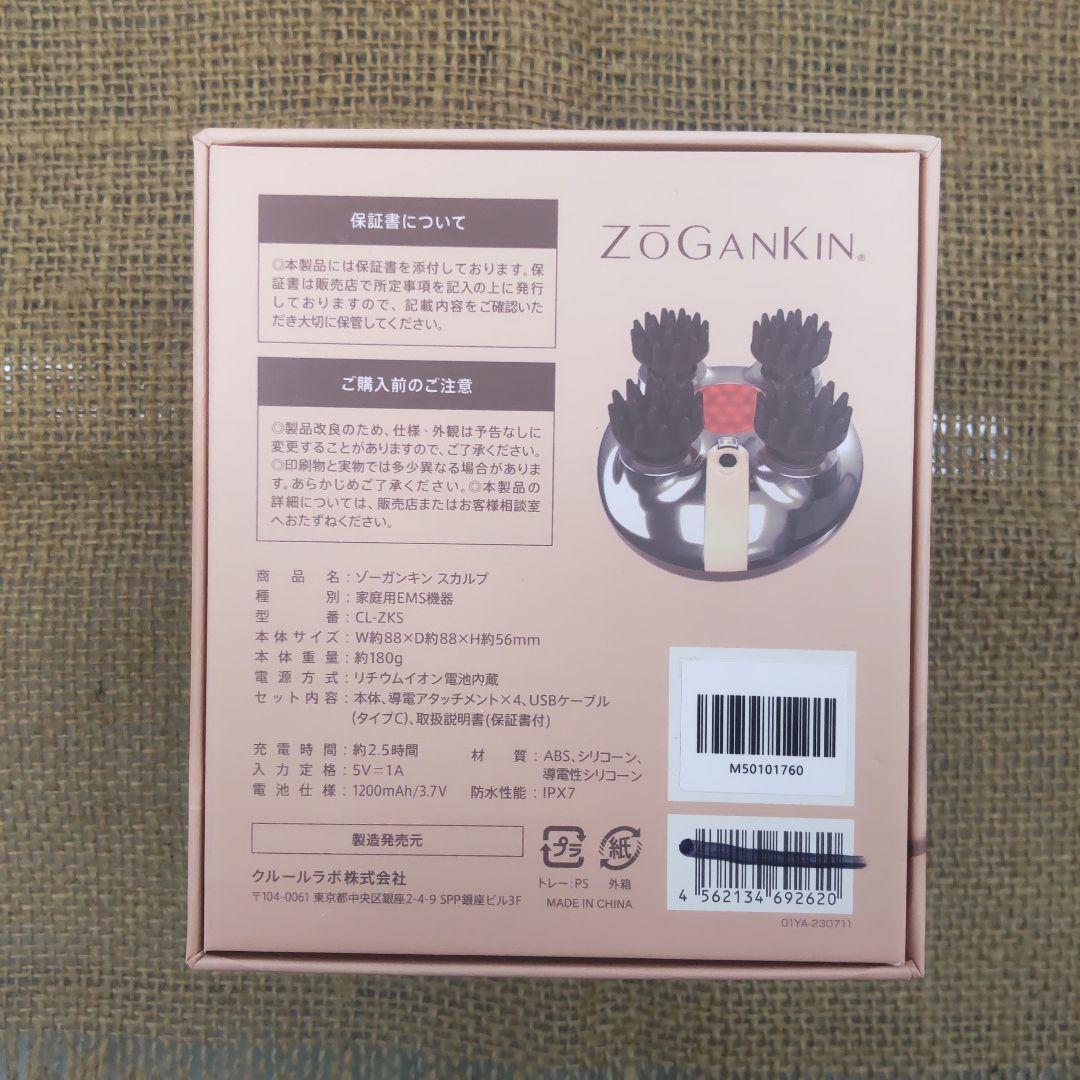 保証書について
◎本製品には保証書を添付しております。保
証書は販売店で所定事項を記入の上に発行
しておりますので、記載内容をご確認いた
だき大切に保管してください。
ご購入前のご注意
◎製品改良のため、仕様・外観は予告なしに
変更することがありますので、ご了承ください。
◎印刷物と実物では多少異なる場合がありま
す。あらかじめご了承ください。◎本製品の
詳細については、販売店またはお客様相談室
へおたずねください。
ZŌGANKIN®
商品名：ゾーガンキン スカルプ
種別：家庭用EMS機器
型番：CL-ZKS
本体サイズ：W約88×D約88×H約56mm
本体重量：約180g
電源方式：リチウムイオン電池内蔵
セット内容：本体、導電アタッチメント×4、USBケーブル
(タイプC)、取扱説明書(保証書付)
充電時間：約2.5時間
入力定格：5V⎓1A
電池仕様：1200mAh/3.7V
材質：ABS、シリコーン、
導電性シリコーン
防水性能：IPX7
製造発売元
クルールラボ株式会社
〒104-0061 東京都中央区銀座2-4-9 SPP銀座ビル3F
プラ
紙
トレー:PS 外箱
MADE IN CHINA
M50101760
4 562134 692620
01YA-230711